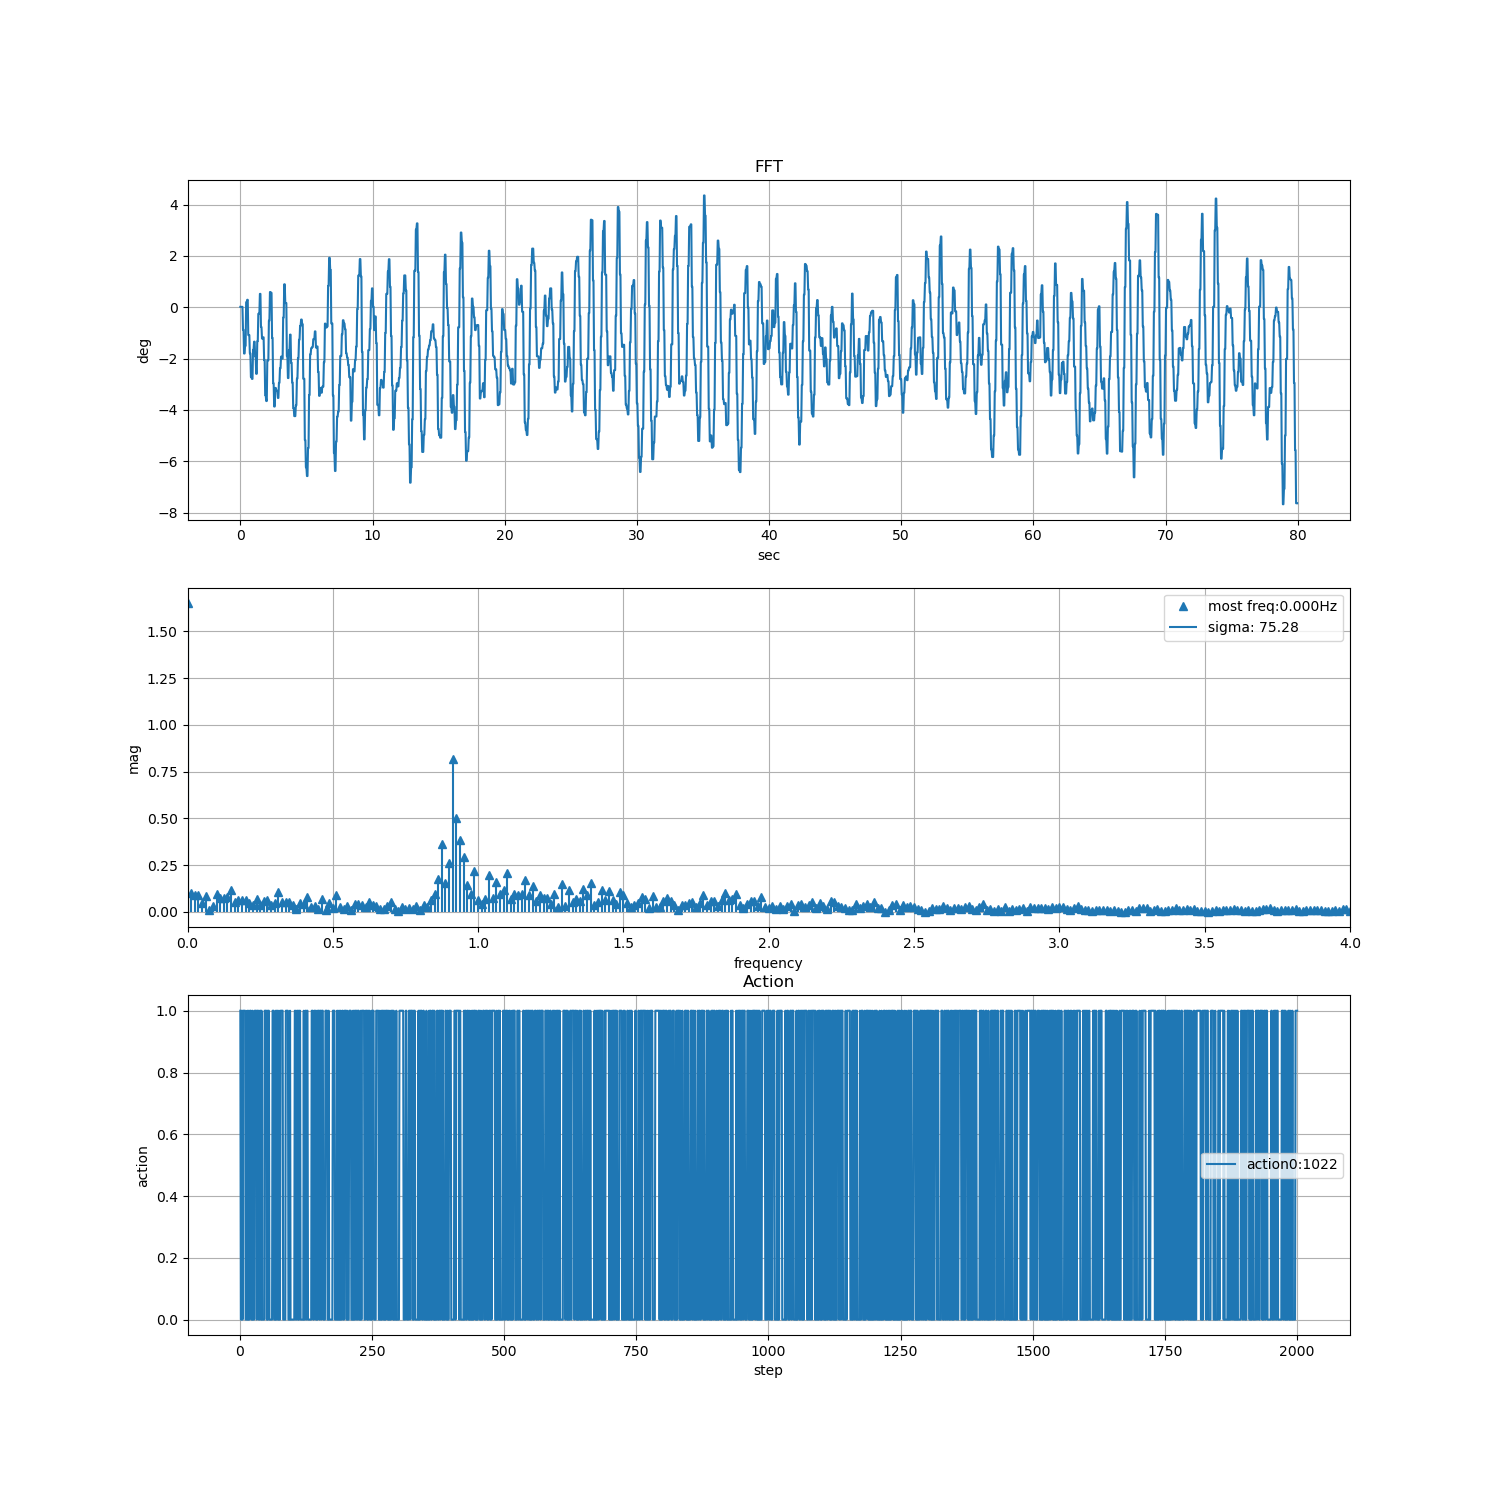 FFT
4
2
0
−2
−4
−6
−8
deg
0 10 20 30 40 50 60 70 80
sec
most freq:0.000Hz
sigma: 75.28
1.50
1.25
1.00
0.75
0.50
0.25
0.00
mag
0.0 0.5 1.0 1.5 2.0 2.5 3.0 3.5 4.0
frequency
Action
1.0
0.8
0.6
0.4
0.2
0.0
action
action0:1022
0 250 500 750 1000 1250 1500 1750 2000
step